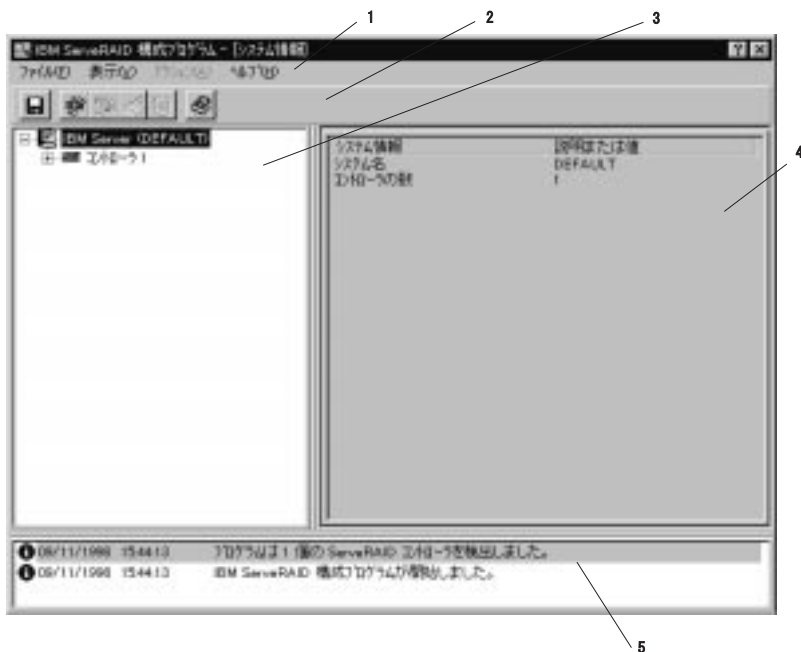 1
2
3
IBM ServeRAID 構成プログラム - [システム情報]
ファイル(F) 表示(V) アクション(A) ヘルプ(H)
IBM Server (DEFAULT)
コントローラ 1
システム情報 説明または値
システム名 DEFAULT
コントローラの数 1
4
09/11/1998 15:44:13 プログラムは 1 個の ServeRAID コントローラを検出しました。
09/11/1998 15:44:13 IBM ServeRAID 構成プログラムが開始しました。
5